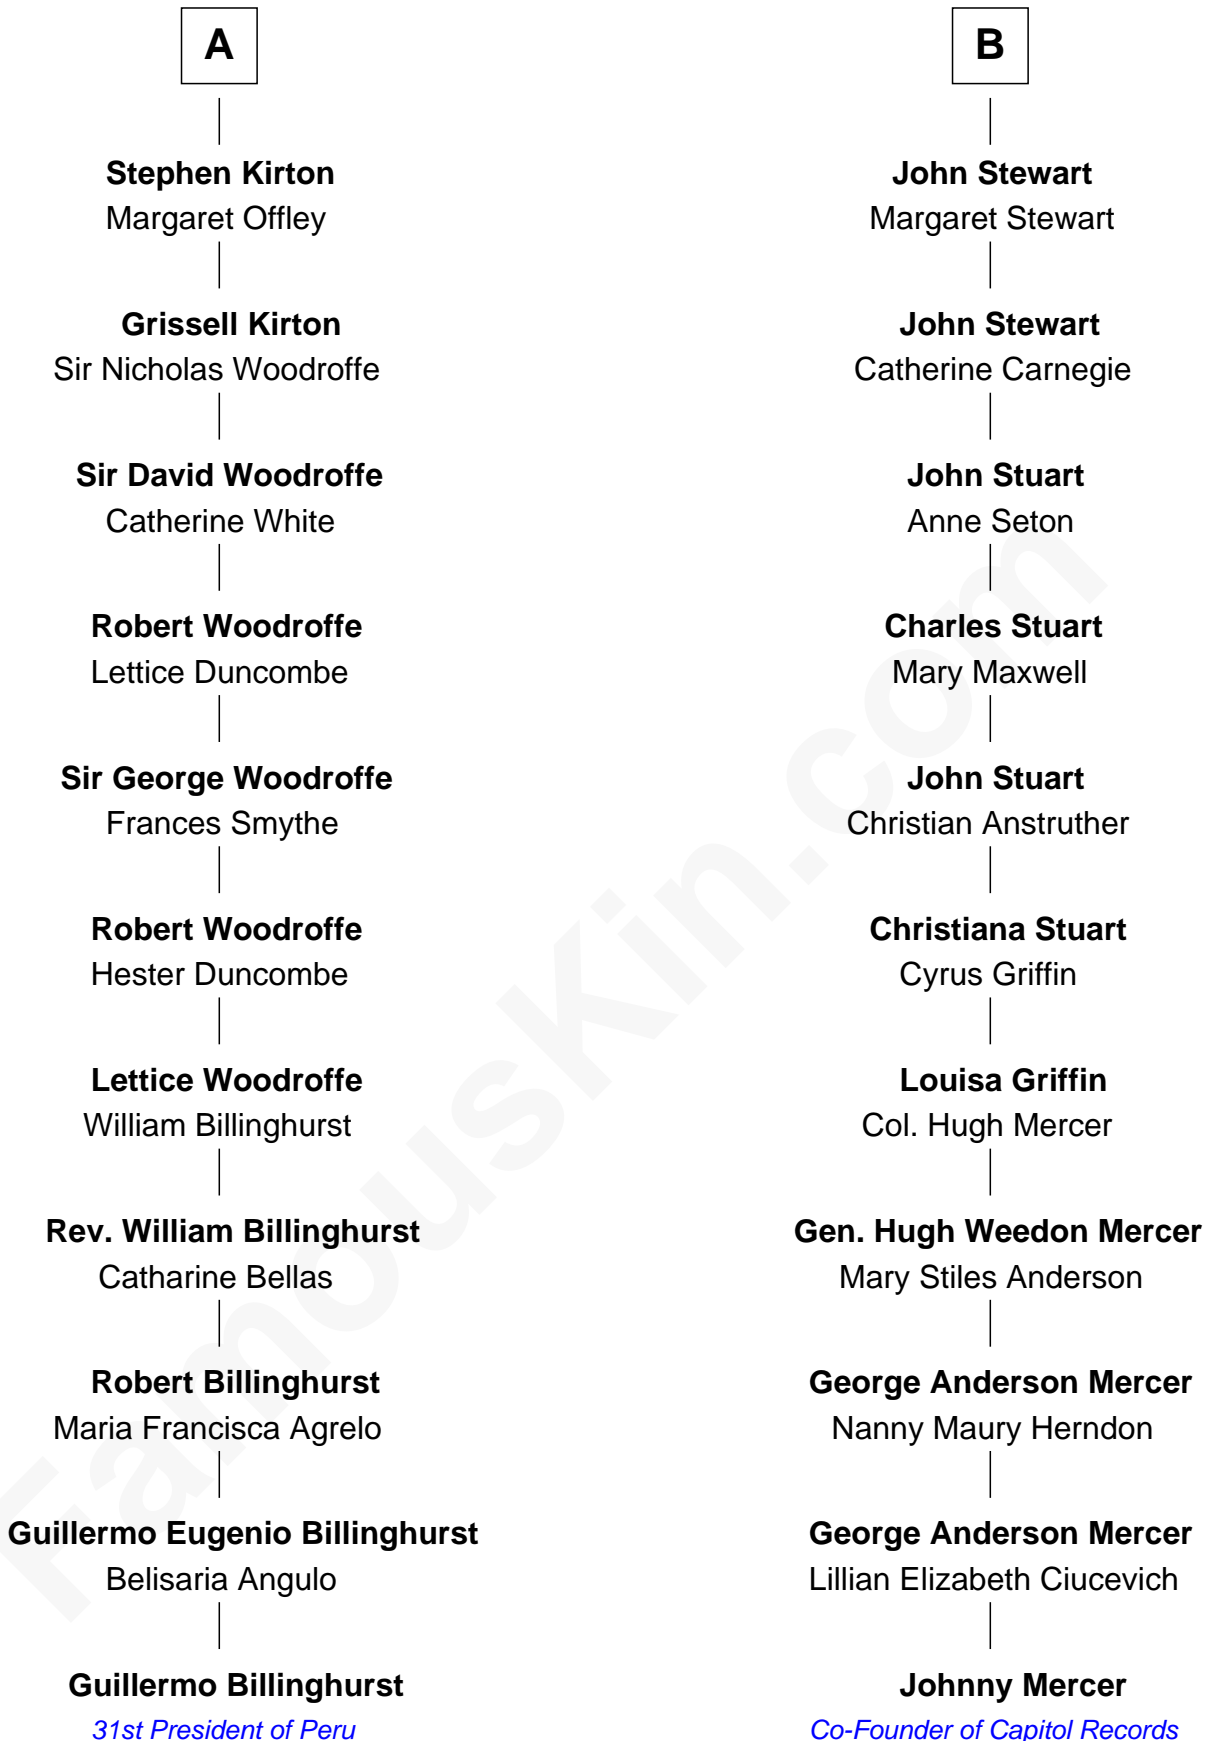 A
Stephen Kirton
Margaret Offley
Grissell Kirton
Sir Nicholas Woodroffe
Sir David Woodroffe
Catherine White
Robert Woodroffe
Lettice Duncombe
Sir George Woodroffe
Frances Smythe
Robert Woodroffe
Hester Duncombe
Lettice Woodroffe
William Billinghurst
Rev. William Billinghurst
Catharine Bellas
Robert Billinghurst
Maria Francisca Agrelo
Guillermo Eugenio Billinghurst
Belisaria Angulo
Guillermo Billinghurst
31st President of Peru
B
John Stewart
Margaret Stewart
John Stewart
Catherine Carnegie
John Stuart
Anne Seton
Charles Stuart
Mary Maxwell
John Stuart
Christian Anstruther
Christiana Stuart
Cyrus Griffin
Louisa Griffin
Col. Hugh Mercer
Gen. Hugh Weedon Mercer
Mary Stiles Anderson
George Anderson Mercer
Nanny Maury Herndon
George Anderson Mercer
Lillian Elizabeth Ciucevich
Johnny Mercer
Co-Founder of Capitol Records
FamousKin.com